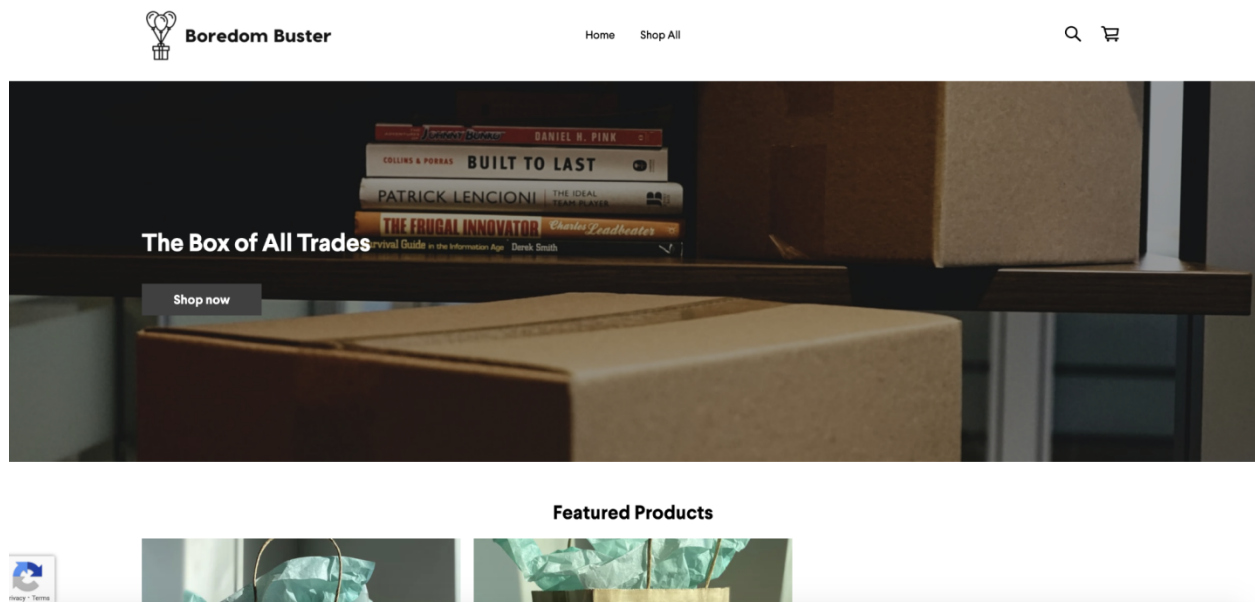 Boredom Buster
Home
Shop All
DANIEL H. PINK
COLLINS & PORRAS BUILT TO LAST
PATRICK LENCIONI THE IDEAL TEAM PLAYER
THE FRUGAL INNOVATOR Charles Leadbeater
The Box of All Trades
rvival Guide in the Information Age Derek Smith
Shop now
Featured Products
rivacy - Terms